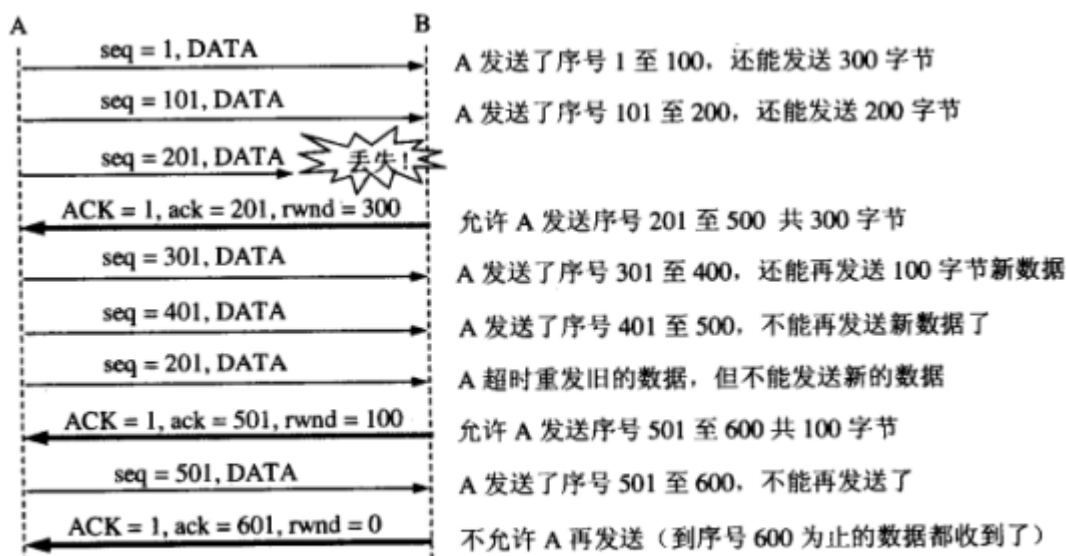 A B
seq = 1, DATA A 发送了序号 1 至 100，还能发送 300 字节
seq = 101, DATA A 发送了序号 101 至 200，还能发送 200 字节
seq = 201, DATA 丢失！
ACK = 1, ack = 201, rwnd = 300 允许 A 发送序号 201 至 500 共 300 字节
seq = 301, DATA A 发送了序号 301 至 400，还能再发送 100 字节新数据
seq = 401, DATA A 发送了序号 401 至 500，不能再发送新数据了
seq = 201, DATA A 超时重发旧的数据，但不能发送新的数据
ACK = 1, ack = 501, rwnd = 100 允许 A 发送序号 501 至 600 共 100 字节
seq = 501, DATA A 发送了序号 501 至 600，不能再发送了
ACK = 1, ack = 601, rwnd = 0 不允许 A 再发送（到序号 600 为止的数据都收到了）